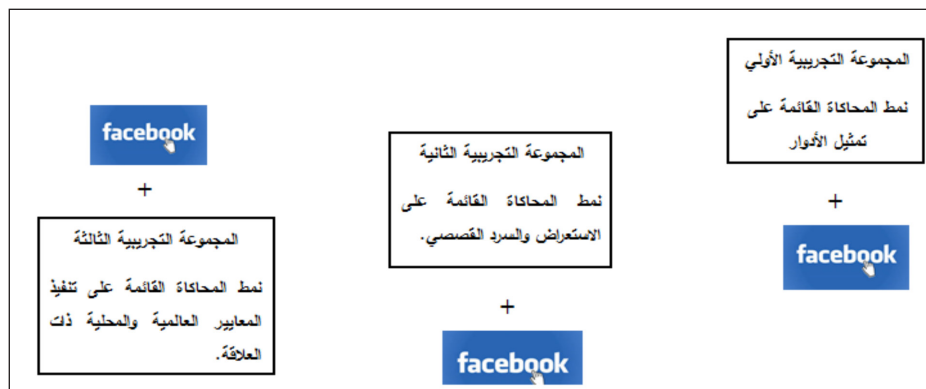 المجموعة التجريبية الأولي
نمط المحاكاة القائمة على
تمثيل الأدوار
+
facebook
المجموعة التجريبية الثانية
نمط المحاكاة القائمة على
الاستعراض والسرد القصصي.
+
facebook
facebook
+
المجموعة التجريبية الثالثة
نمط المحاكاة القائمة على تنفيذ
المعايير العالمية والمحلية ذات
العلاقة.